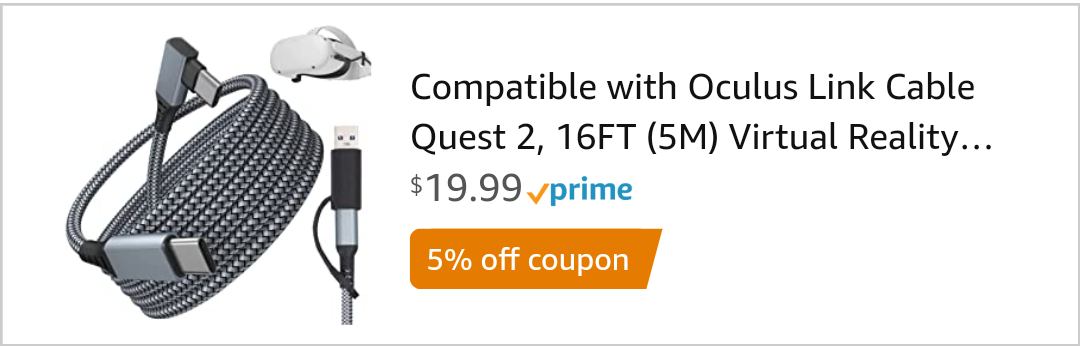 Compatible with Oculus Link Cable
Quest 2, 16FT (5M) Virtual Reality…
$19.99 prime
5% off coupon